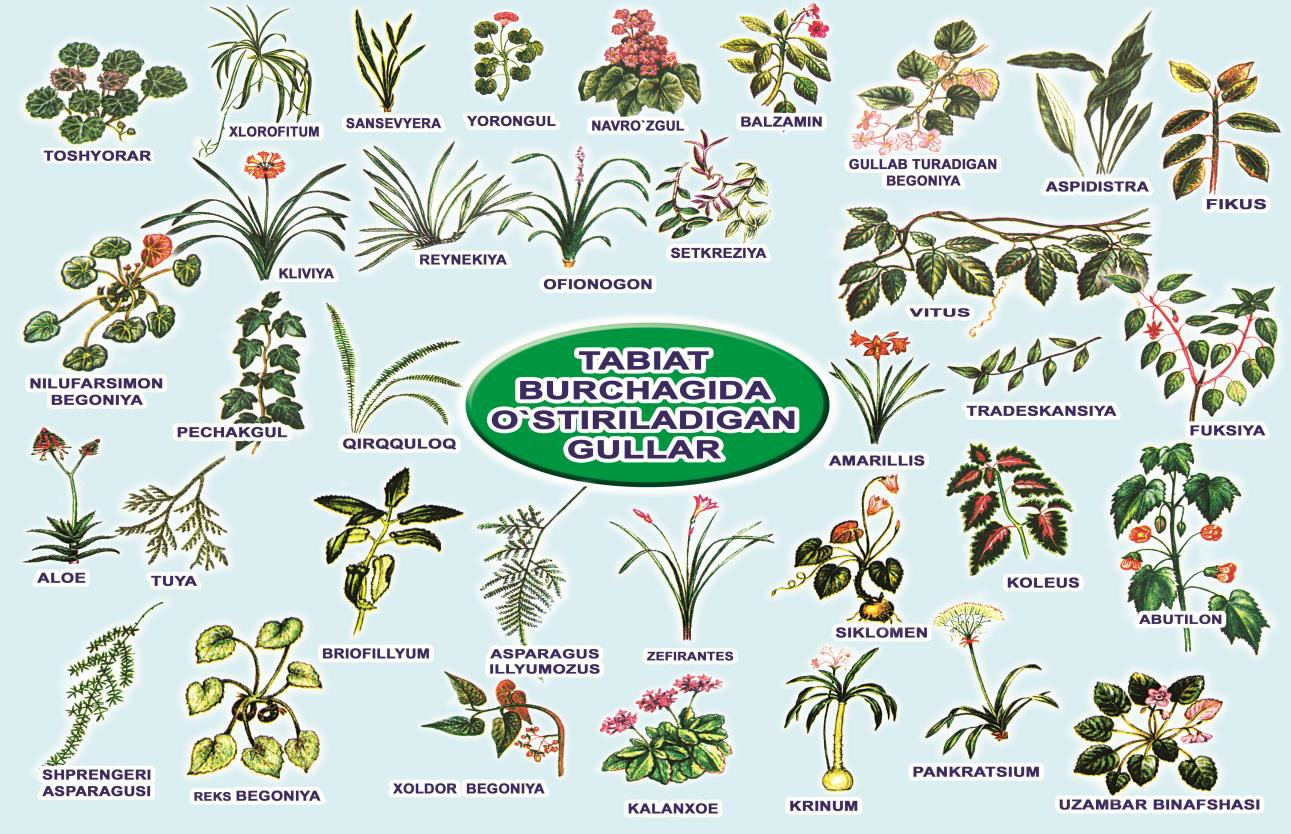 XLOROFITUM
SANSEVYERA
YORONGUL
NAVRO`ZGUL
BALZAMIN
TOSHYORAR
GULLAB TURADIGAN
BEGONIYA
ASPIDISTRA
FIKUS
KLIVIYA
REYNEKIYA
OFIONOGON
SETKREZIYA
VITUS
NILUFARSIMON
BEGONIYA
PECHAKGUL
QIRQQULOQ
TABIAT
BURCHAGIDA
O`STIRILADIGAN
GULLAR
AMARILLIS
TRADESKANSIYA
FUKSIYA
ALOE
TUYA
BRIOFILLYUM
ASPARAGUS
ILLYUMOZUS
ZEFIRANTES
SIKLOMEN
KOLEUS
ABUTILON
SHPRENGERI
ASPARAGUSI
REKS BEGONIYA
XOLDOR BEGONIYA
KALANXOE
KRINUM
PANKRATSIUM
UZAMBAR BINAFSHASI